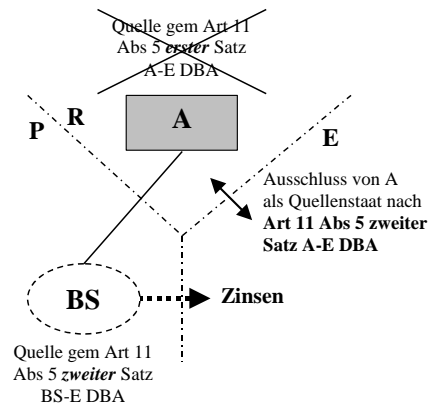 Quelle gem Art 11
Abs 5 erster Satz
A-E DBA
P
R
A
E
Ausschluss von A
als Quellenstaat nach
Art 11 Abs 5 zweiter
Satz A-E DBA
BS
Zinsen
Quelle gem Art 11
Abs 5 zweiter Satz
BS-E DBA